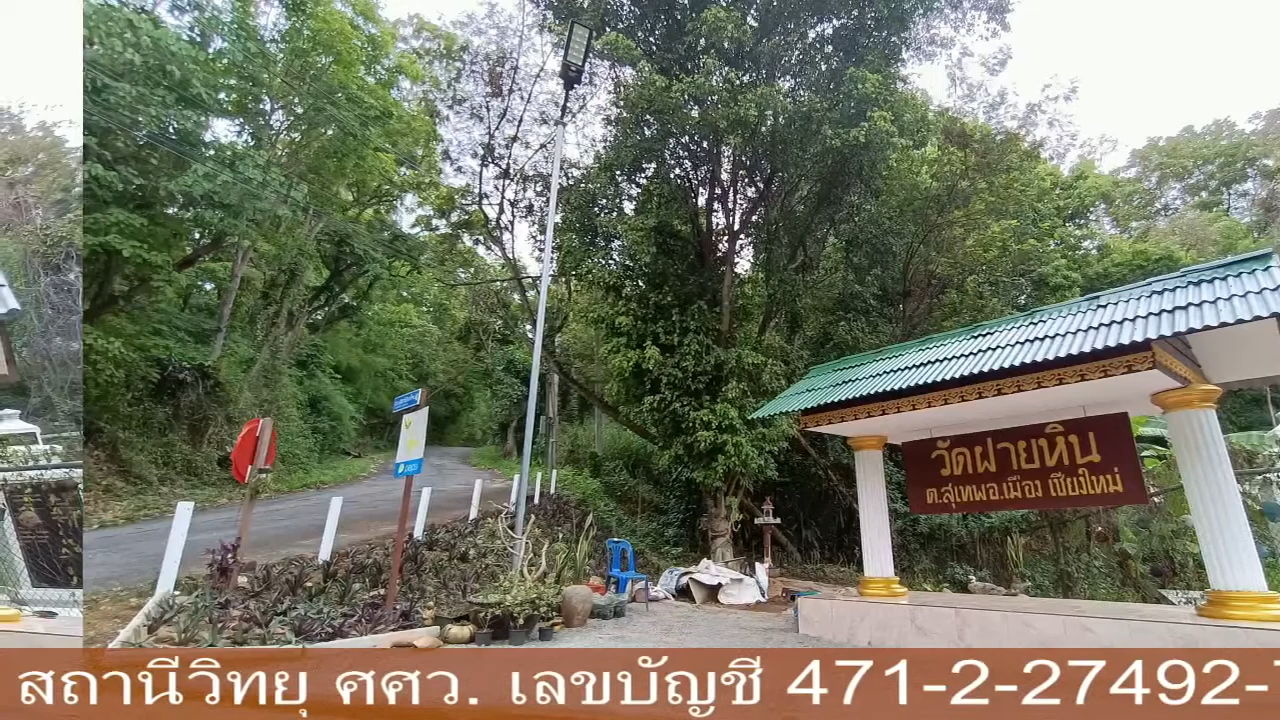 วัดฝายหิน
ต.สุเทพอ.เมือง เชียงใหม่
pepsi
สถานีวิทยุ ศศว. เลขบัญชี 471-2-27492-